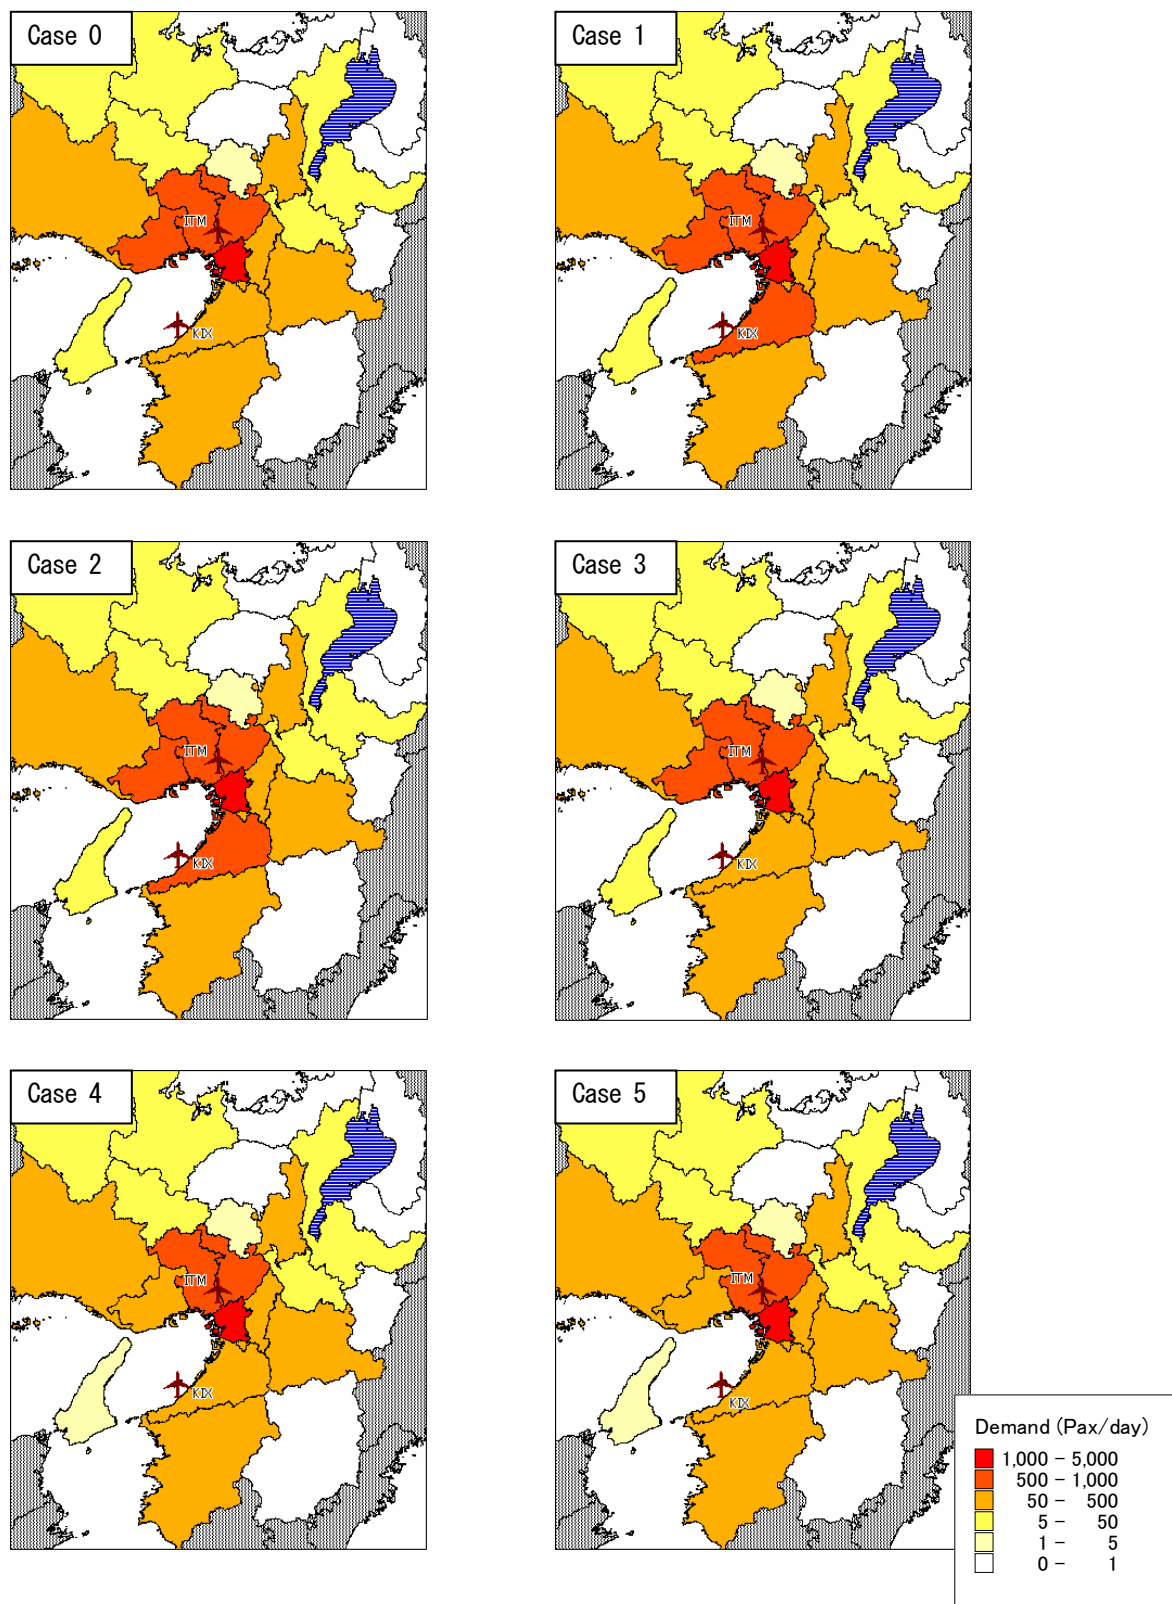 Case 0
Case 1
ITM
ITM
KIX
KIX
Case 2
Case 3
ITM
ITM
KIX
KIX
Case 4
Case 5
ITM
ITM
KIX
KIX
Demand (Pax/day)
1,000 - 5,000
500 - 1,000
50 - 500
5 - 50
1 - 5
0 - 1